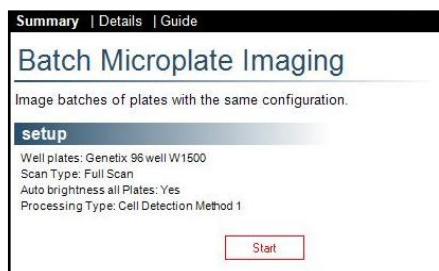 Summary | Details | Guide
Batch Microplate Imaging
Image batches of plates with the same configuration.
setup
Well plates: Genetix 96 well W1500
Scan Type: Full Scan
Auto brightness all Plates: Yes
Processing Type: Cell Detection Method 1
Start